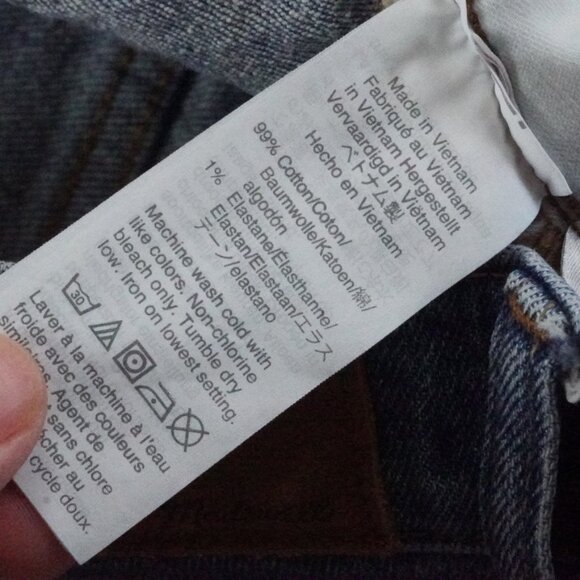 Made in Vietnam
Fabriqué au Vietnam
in Vietnam Hergestellt
Vervaardigd in Vietnam
ベトナム製
Hecho en Vietnam
99% Cotton/Coton/
Baumwolle/Katoen/綿/
algodón
1% Elastane/Élasthanne/
Elastan/Elastaan/エラス
テーン/elastano
Machine wash cold with
like colors. Non-chlorine
bleach only. Tumble dry
low. Iron on lowest setting.
30
Laver à la machine à l'eau
froide avec des couleurs
Agent de
sans chlore
cycle doux.